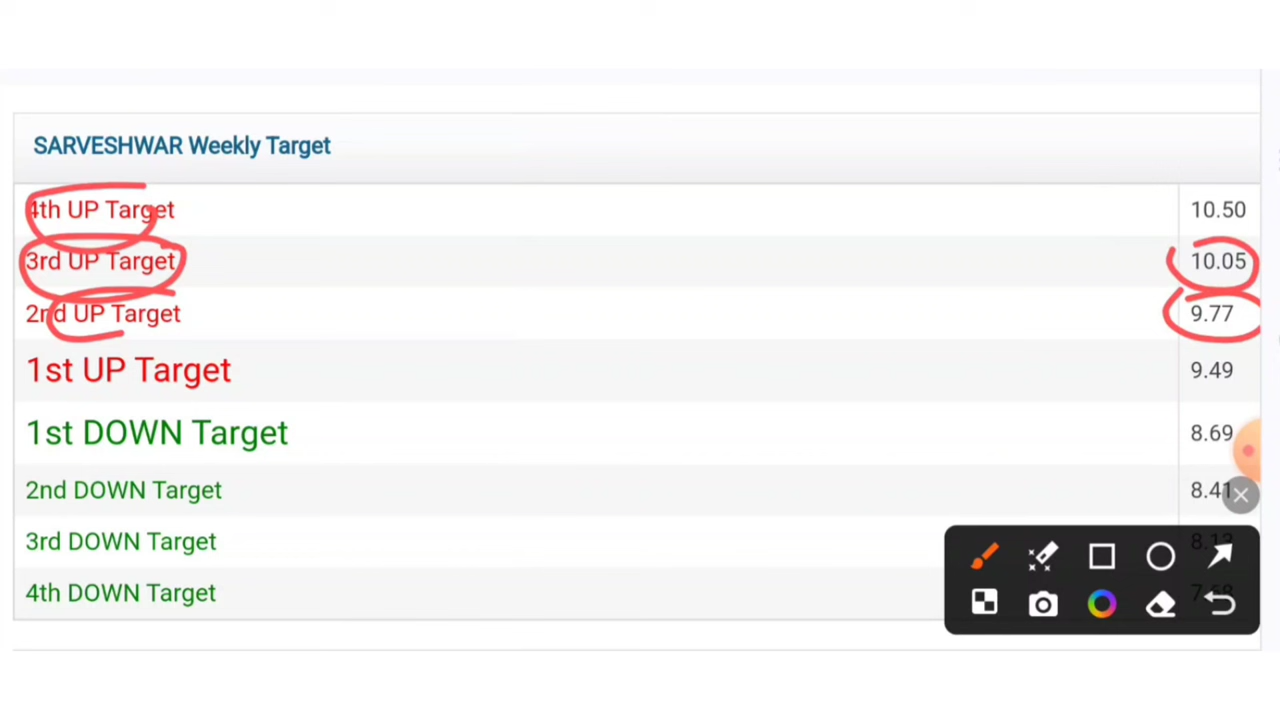 SARVESHWAR Weekly Target
4th UP Target 10.50
3rd UP Target 10.05
2nd UP Target 9.77
1st UP Target 9.49
1st DOWN Target 8.69
2nd DOWN Target 8.41
3rd DOWN Target 8.13
4th DOWN Target